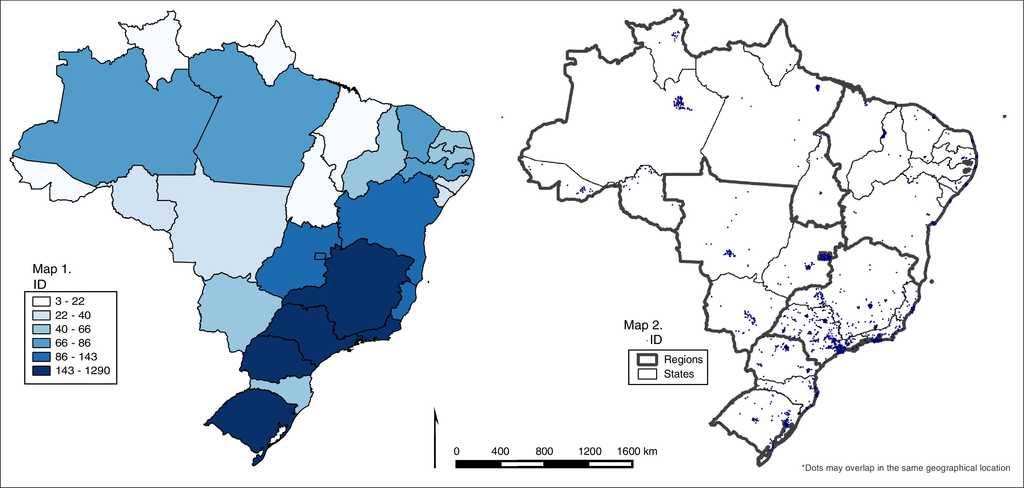 Map 1.
ID
3 - 22
22 - 40
40 - 66
66 - 86
86 - 143
143 - 1290
Map 2.
ID
Regions
States
0 400 800 1200 1600 km
*Dots may overlap in the same geographical location